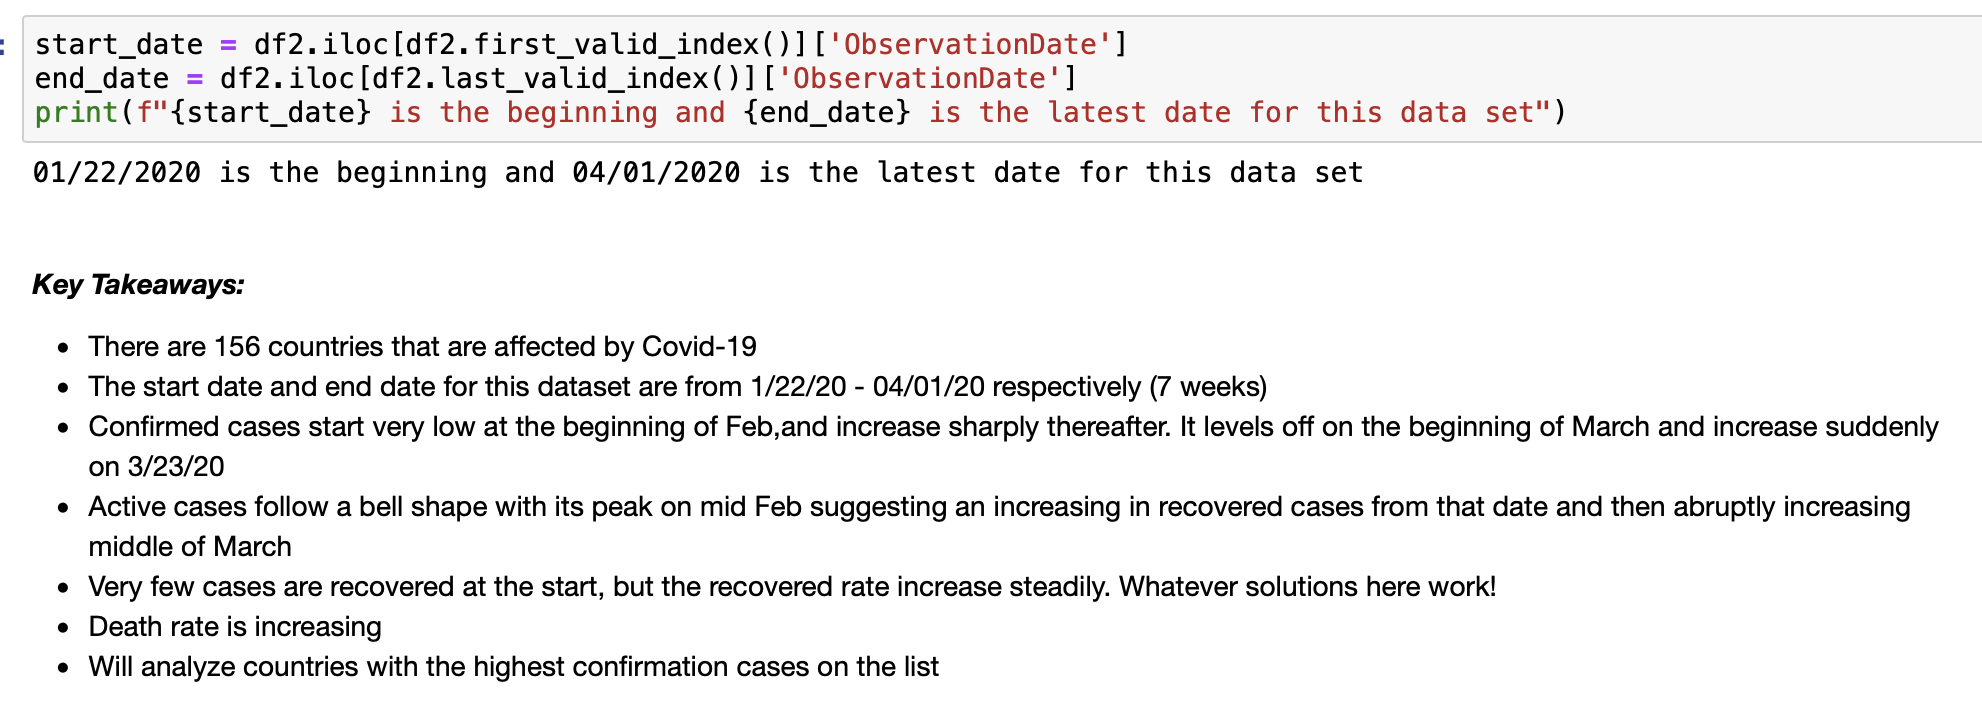 start_date = df2.iloc[df2.first_valid_index()]['ObservationDate']
end_date = df2.iloc[df2.last_valid_index()]['ObservationDate']
print(f"{start_date} is the beginning and {end_date} is the latest date for this data set")
01/22/2020 is the beginning and 04/01/2020 is the latest date for this data set
Key Takeaways:
• There are 156 countries that are affected by Covid-19
• The start date and end date for this dataset are from 1/22/20 - 04/01/20 respectively (7 weeks)
• Confirmed cases start very low at the beginning of Feb,and increase sharply thereafter. It levels off on the beginning of March and increase suddenly
on 3/23/20
• Active cases follow a bell shape with its peak on mid Feb suggesting an increasing in recovered cases from that date and then abruptly increasing
middle of March
• Very few cases are recovered at the start, but the recovered rate increase steadily. Whatever solutions here work!
• Death rate is increasing
• Will analyze countries with the highest confirmation cases on the list